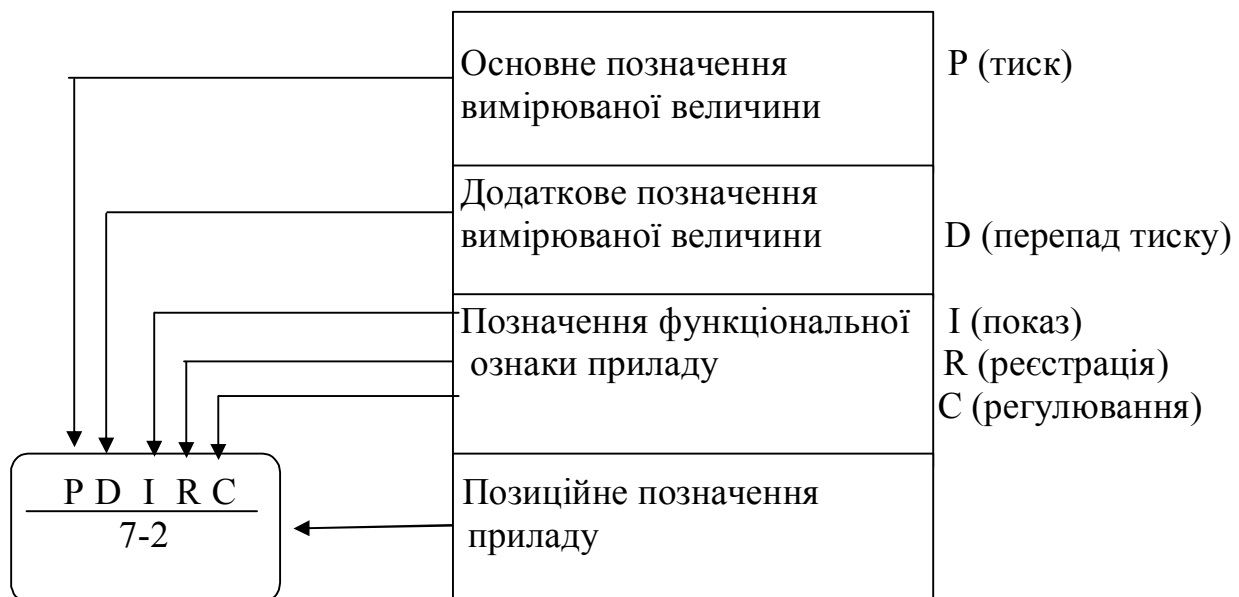 Основне позначення
вимірюваної величини
P (тиск)
Додаткове позначення
вимірюваної величини
D (перепад тиску)
Позначення функціональної
ознаки приладу
I (показ)
R (реєстрація)
C (регулювання)
P D I R C
7-2
Позиційне позначення
приладу